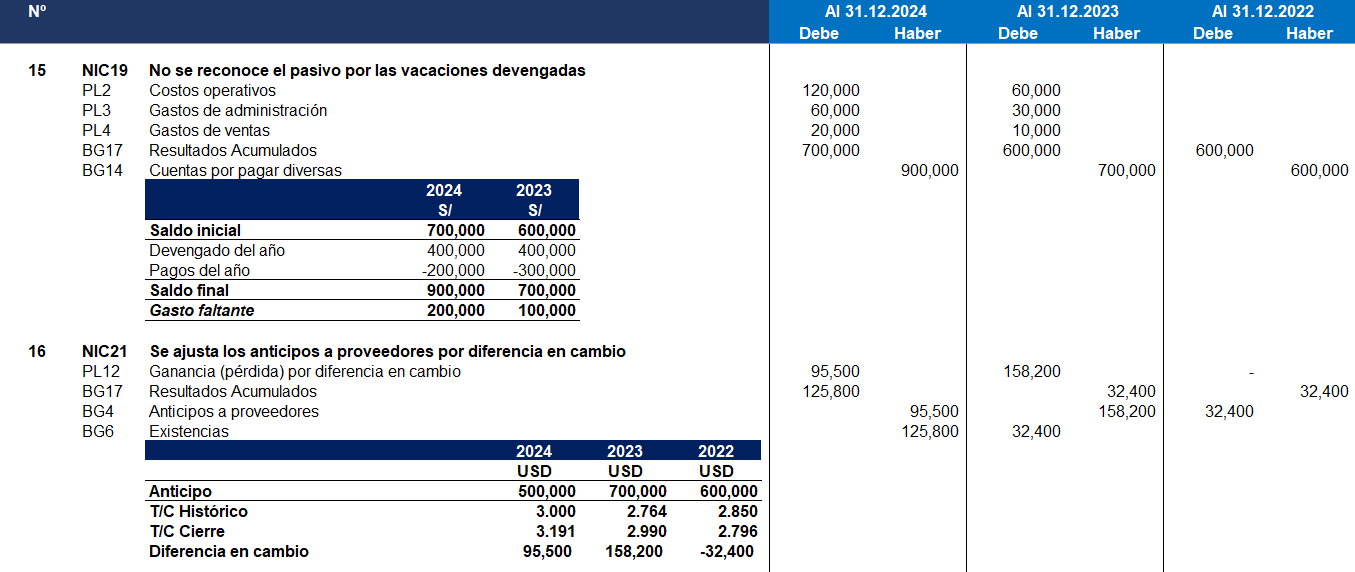 Nº Al 31.12.2024 Al 31.12.2023 Al 31.12.2022
Debe Haber Debe Haber Debe Haber
15 NIC19 No se reconoce el pasivo por las vacaciones devengadas
PL2 Costos operativos 120,000 60,000
PL3 Gastos de administración 60,000 30,000
PL4 Gastos de ventas 20,000 10,000
BG17 Resultados Acumulados 700,000 600,000 600,000
BG14 Cuentas por pagar diversas 900,000 700,000 600,000
2024 2023
S/ S/
Saldo inicial 700,000 600,000
Devengado del año 400,000 400,000
Pagos del año -200,000 -300,000
Saldo final 900,000 700,000
Gasto faltante 200,000 100,000
16 NIC21 Se ajusta los anticipos a proveedores por diferencia en cambio
PL12 Ganancia (pérdida) por diferencia en cambio 95,500 158,200 -
BG17 Resultados Acumulados 125,800 32,400 32,400
BG4 Anticipos a proveedores 95,500 158,200 32,400
BG6 Existencias 125,800 32,400
2024 2023 2022
USD USD USD
Anticipo 500,000 700,000 600,000
T/C Histórico 3.000 2.764 2.850
T/C Cierre 3.191 2.990 2.796
Diferencia en cambio 95,500 158,200 -32,400